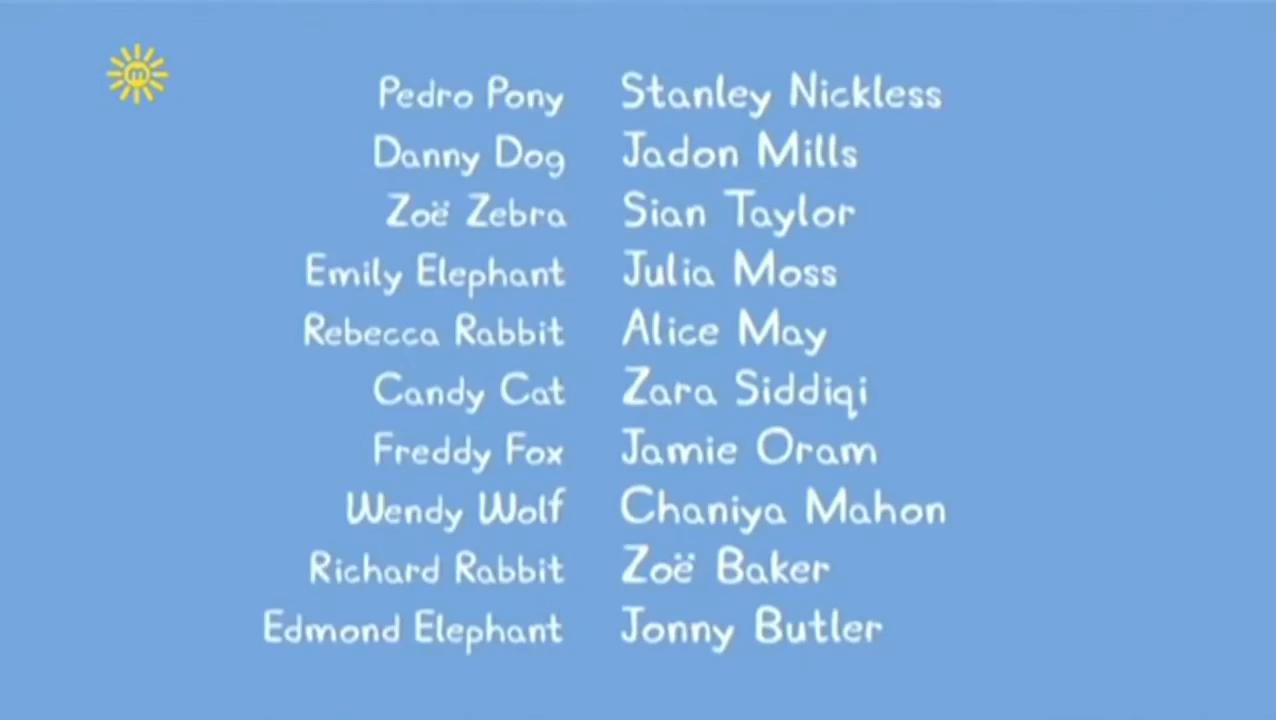 m
Pedro Pony Stanley Nickless
Danny Dog Jadon Mills
Zoë Zebra Sian Taylor
Emily Elephant Julia Moss
Rebecca Rabbit Alice May
Candy Cat Zara Siddiqi
Freddy Fox Jamie Oram
Wendy Wolf Chaniya Mahon
Richard Rabbit Zoë Baker
Edmond Elephant Jonny Butler